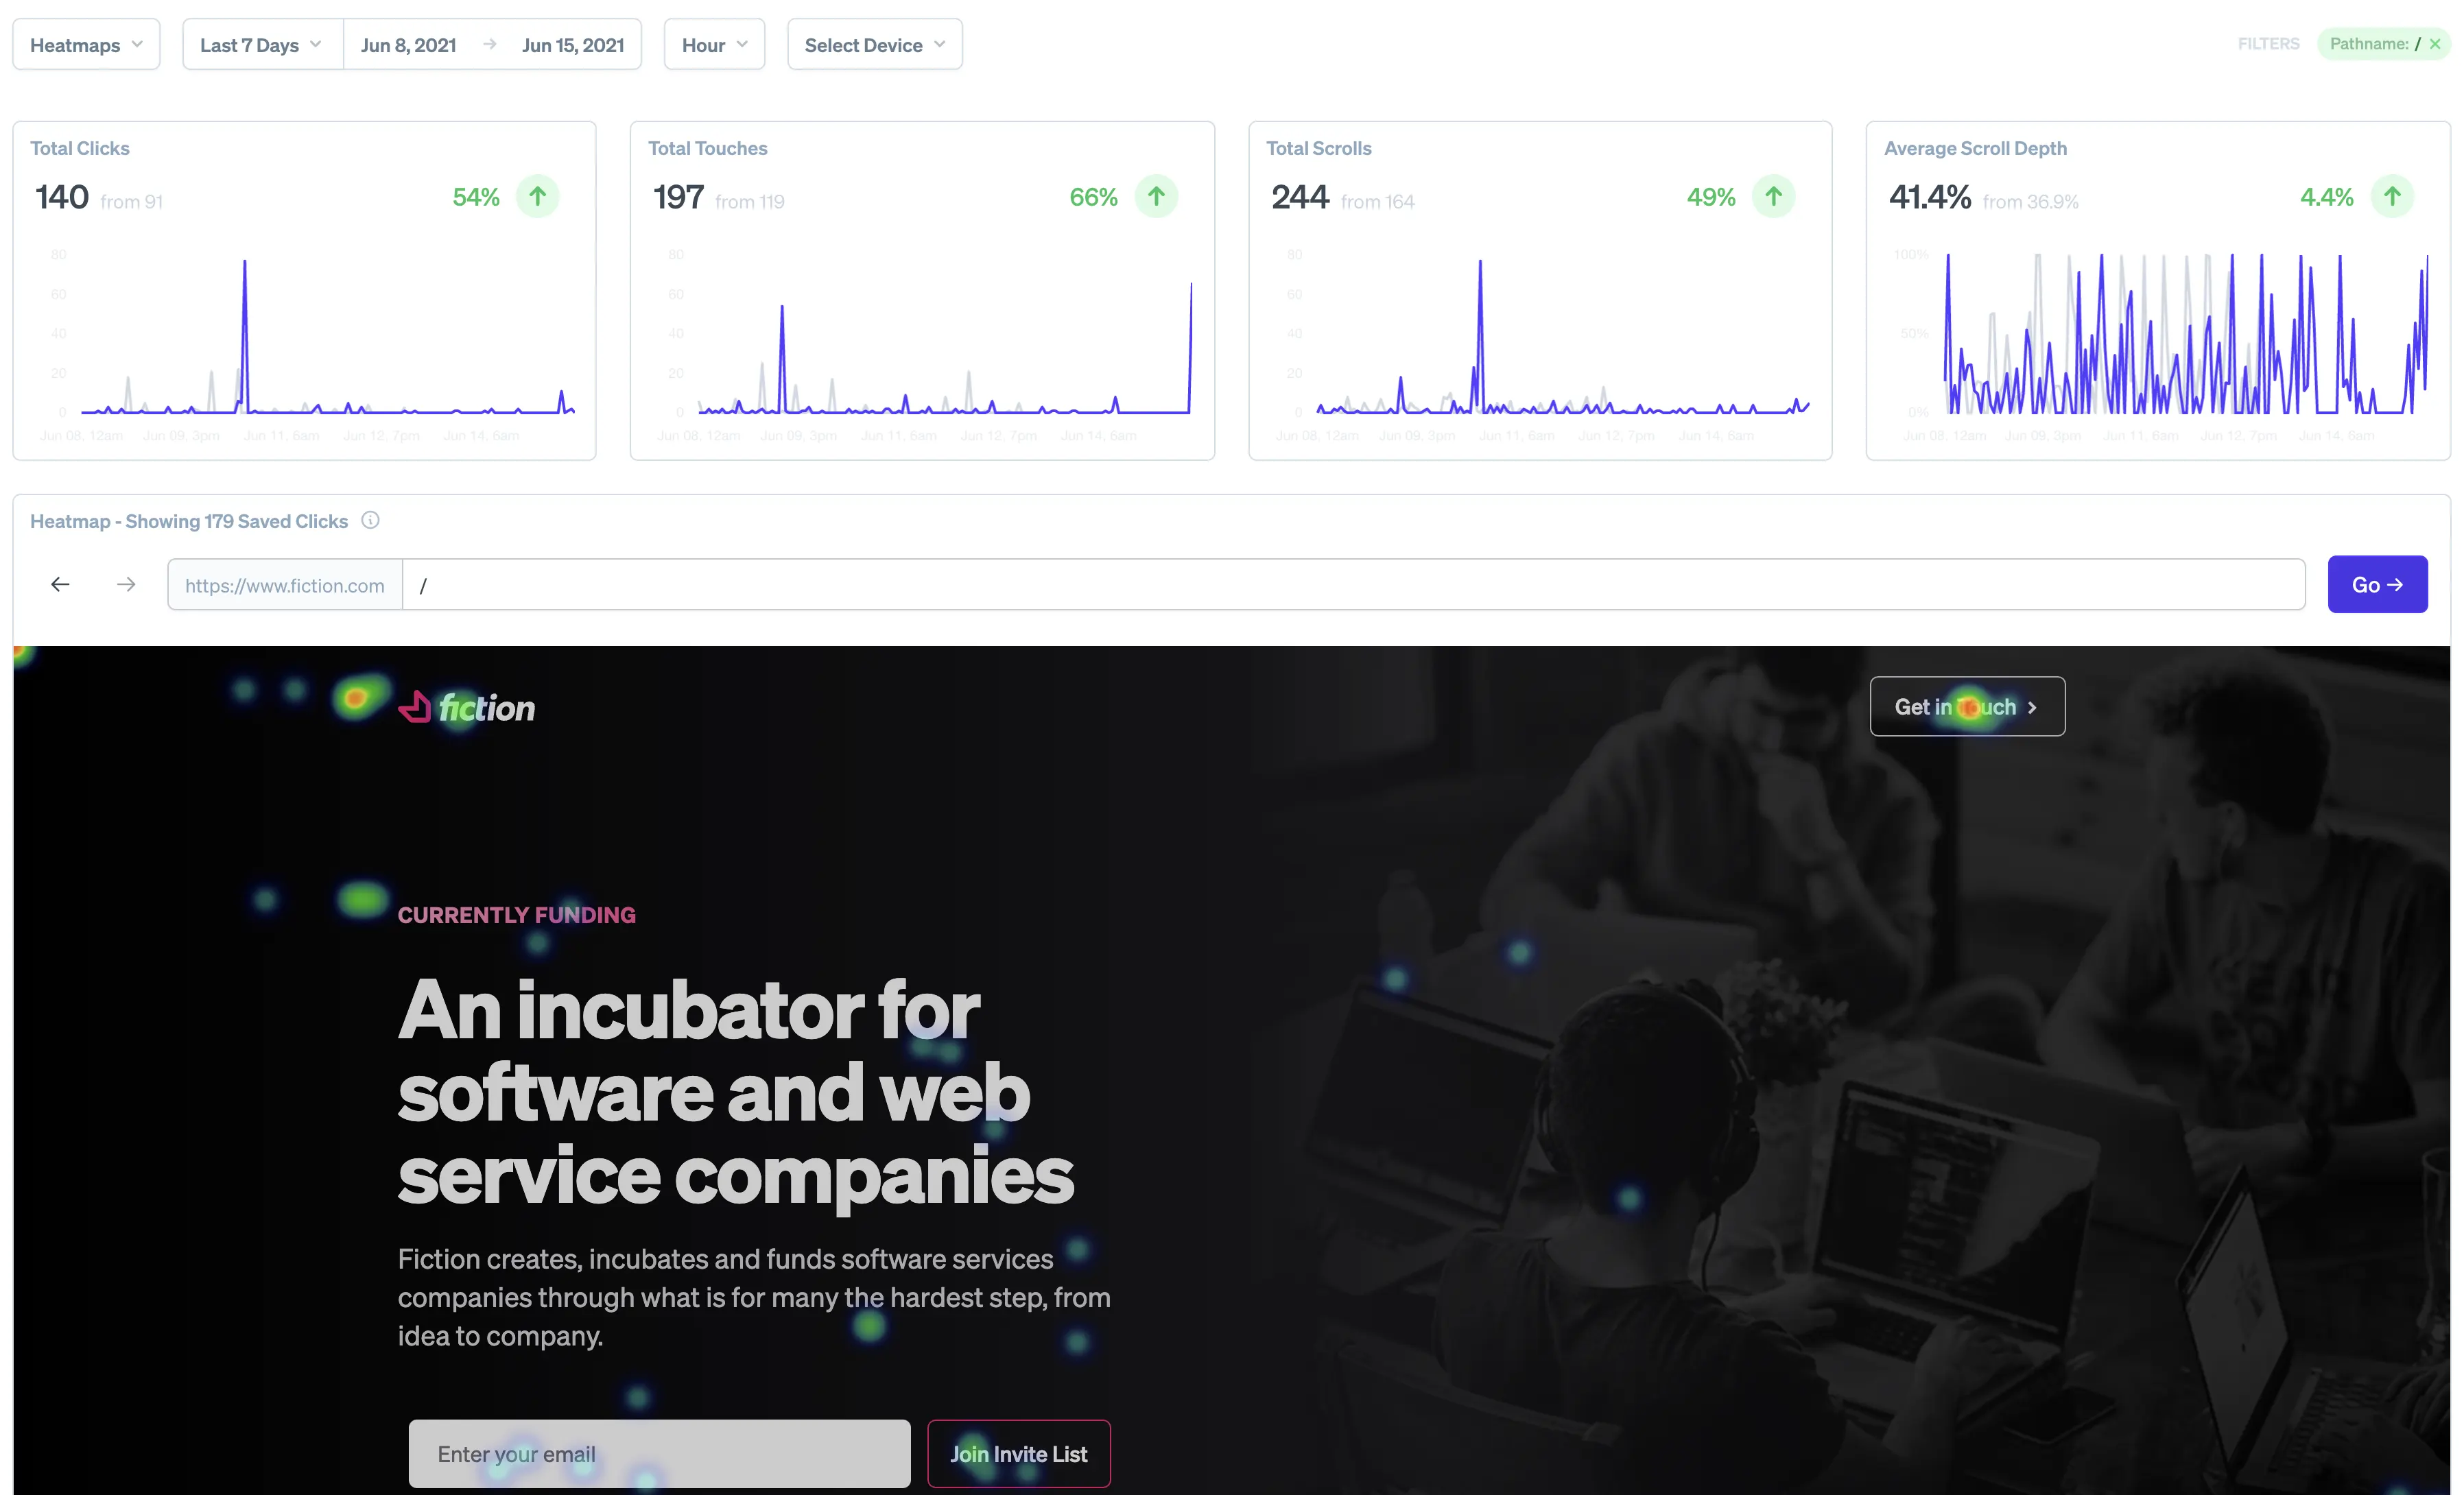 Heatmaps
Last 7 Days
Jun 8, 2021 → Jun 15, 2021
Hour
Select Device
FILTERS
Pathname: / ×
Total Clicks
140 from 91
54%
80
60
40
20
0
Jun 08, 12am Jun 09, 3pm Jun 11, 6am Jun 12, 7pm Jun 14, 6am
Total Touches
197 from 119
66%
80
60
40
20
0
Jun 08, 12am Jun 09, 3pm Jun 11, 6am Jun 12, 7pm Jun 14, 6am
Total Scrolls
244 from 164
49%
80
60
40
20
0
Jun 08, 12am Jun 09, 3pm Jun 11, 6am Jun 12, 7pm Jun 14, 6am
Average Scroll Depth
41.4% from 36.9%
4.4%
100%
50%
0%
Jun 08, 12am Jun 09, 3pm Jun 11, 6am Jun 12, 7pm Jun 14, 6am
Heatmap - Showing 179 Saved Clicks
https://www.fiction.com /
Go →
fiction
Get in Touch >
CURRENTLY FUNDING
An incubator for
software and web
service companies
Fiction creates, incubates and funds software services
companies through what is for many the hardest step, from
idea to company.
Enter your email
Join Invite List